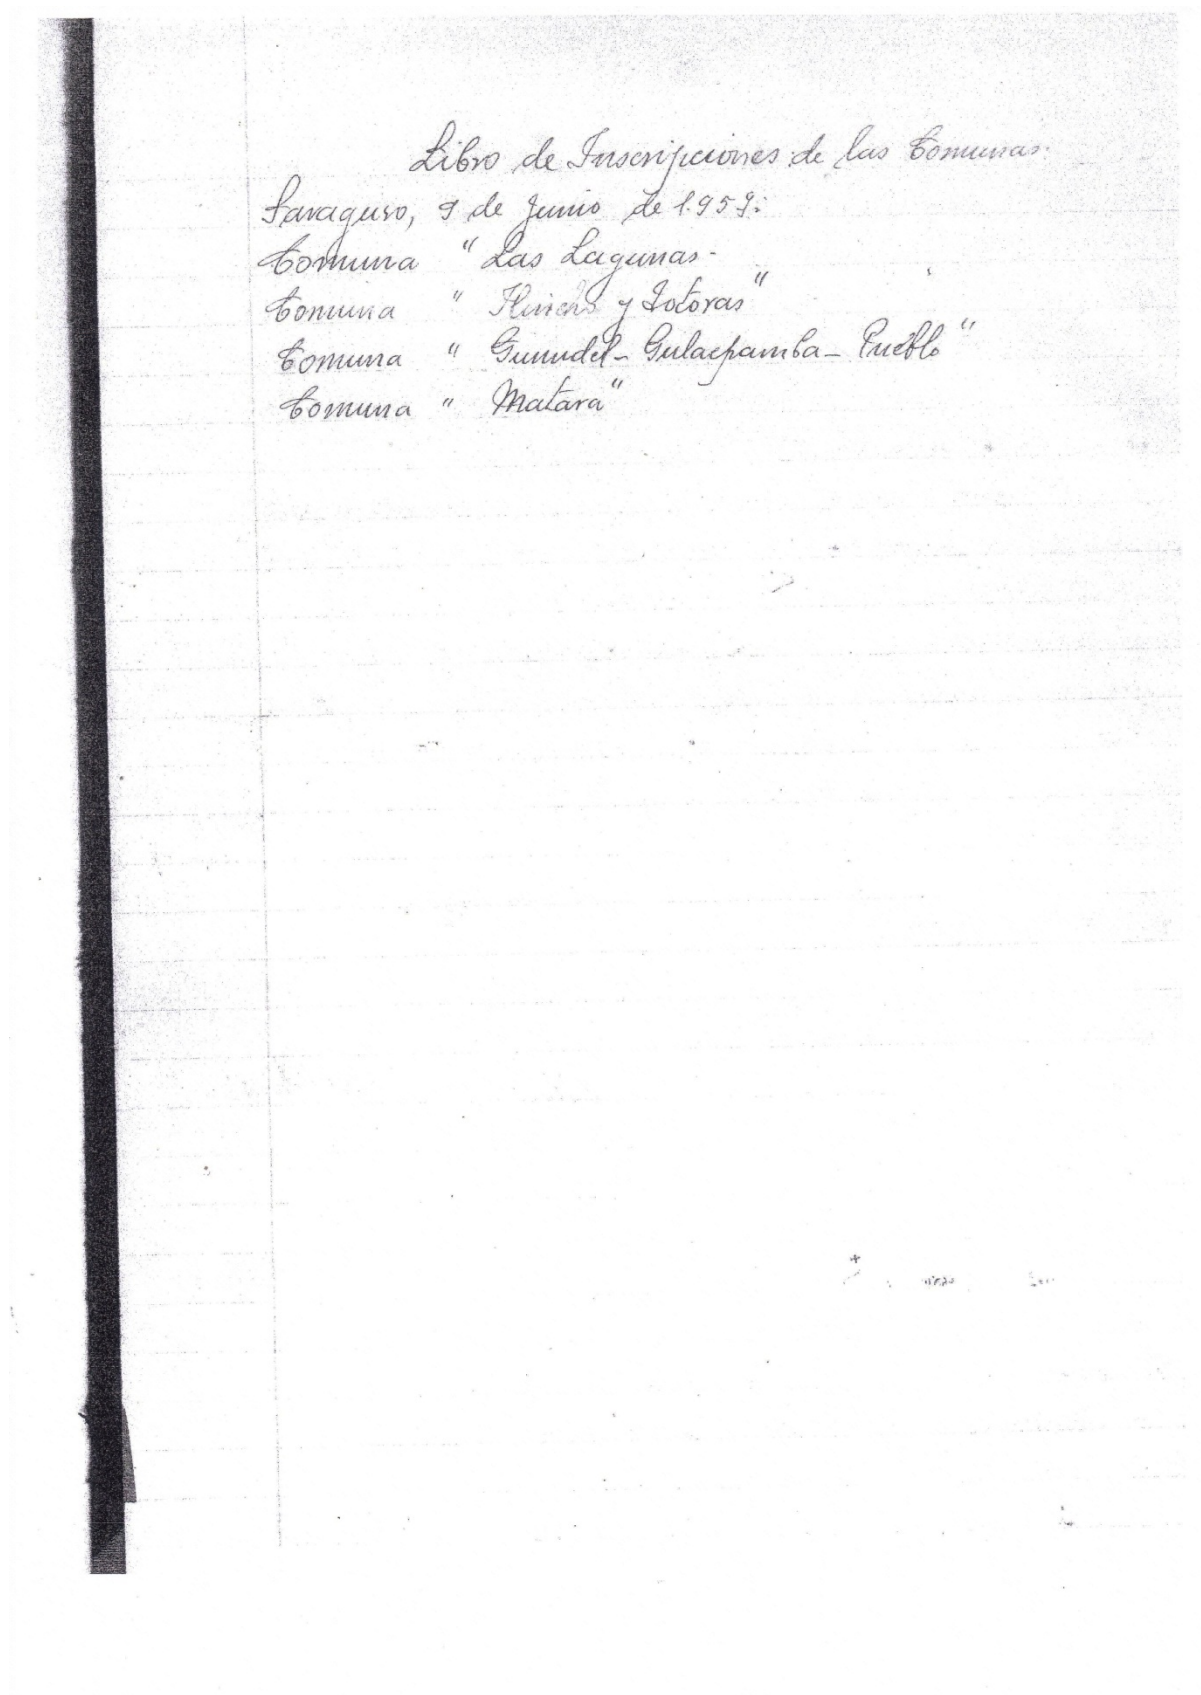 Libro de Inscripciones de las Comunas.
Saraguro, 9 de Junio de 1.959:
Comuna " Las Lagunas -
Comuna " Ilincho y Totoras"
Comuna " Gunudel - Gulacpamba - Pueblo"
Comuna " Matara"